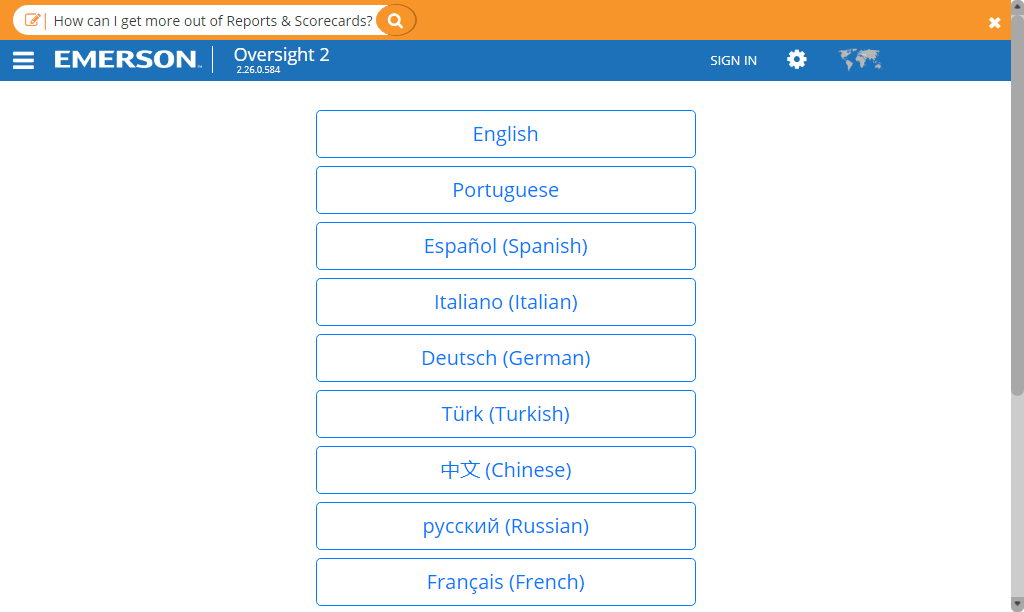 How can I get more out of Reports & Scorecards?
EMERSON™
Oversight 2
2.26.0.584
SIGN IN
English
Portuguese
Español (Spanish)
Italiano (Italian)
Deutsch (German)
Türk (Turkish)
中文 (Chinese)
русский (Russian)
Français (French)